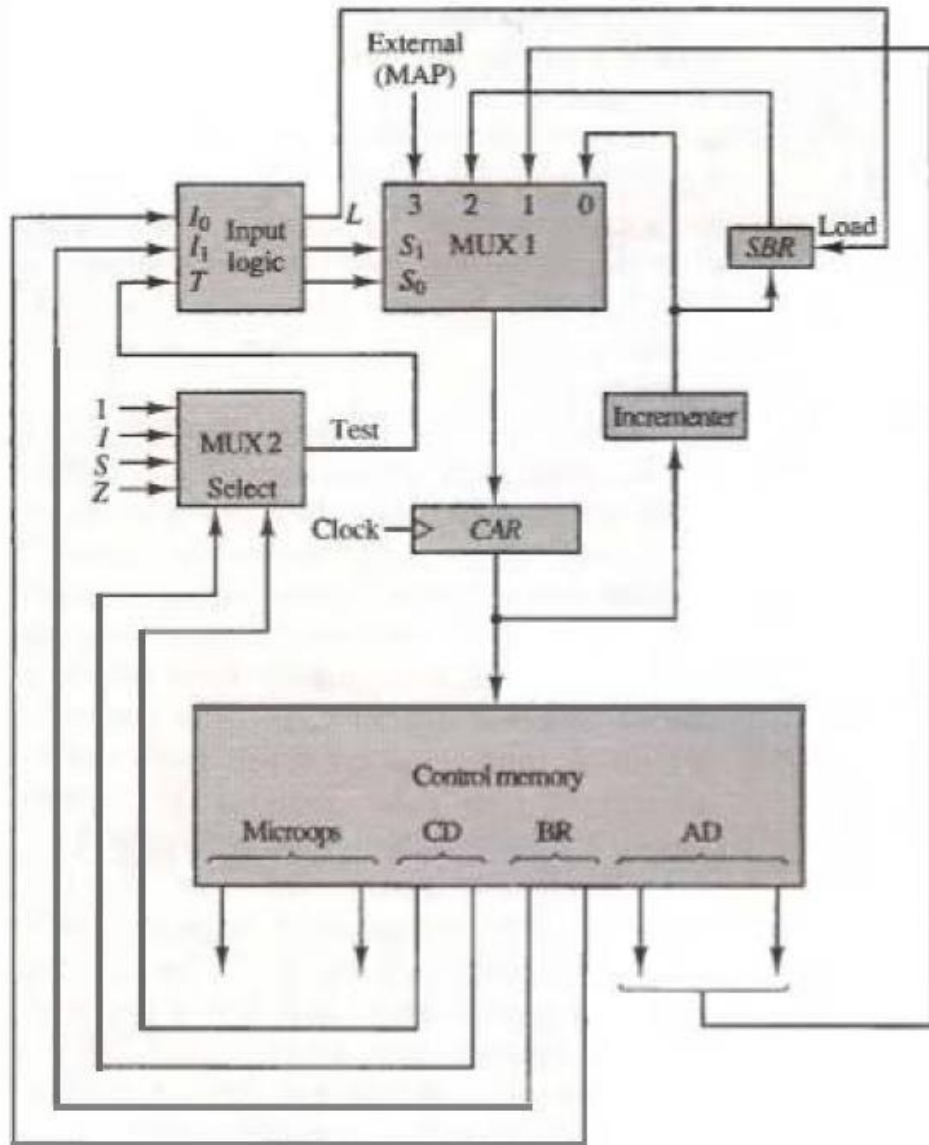 External
(MAP)
I0
I1
T
Input
logic
L
3 2 1 0
S1
MUX 1
S0
Load
SBR
1
I
S
Z
MUX 2
Select
Test
Incrementer
Clock
CAR
Control memory
Microops
CD
BR
AD